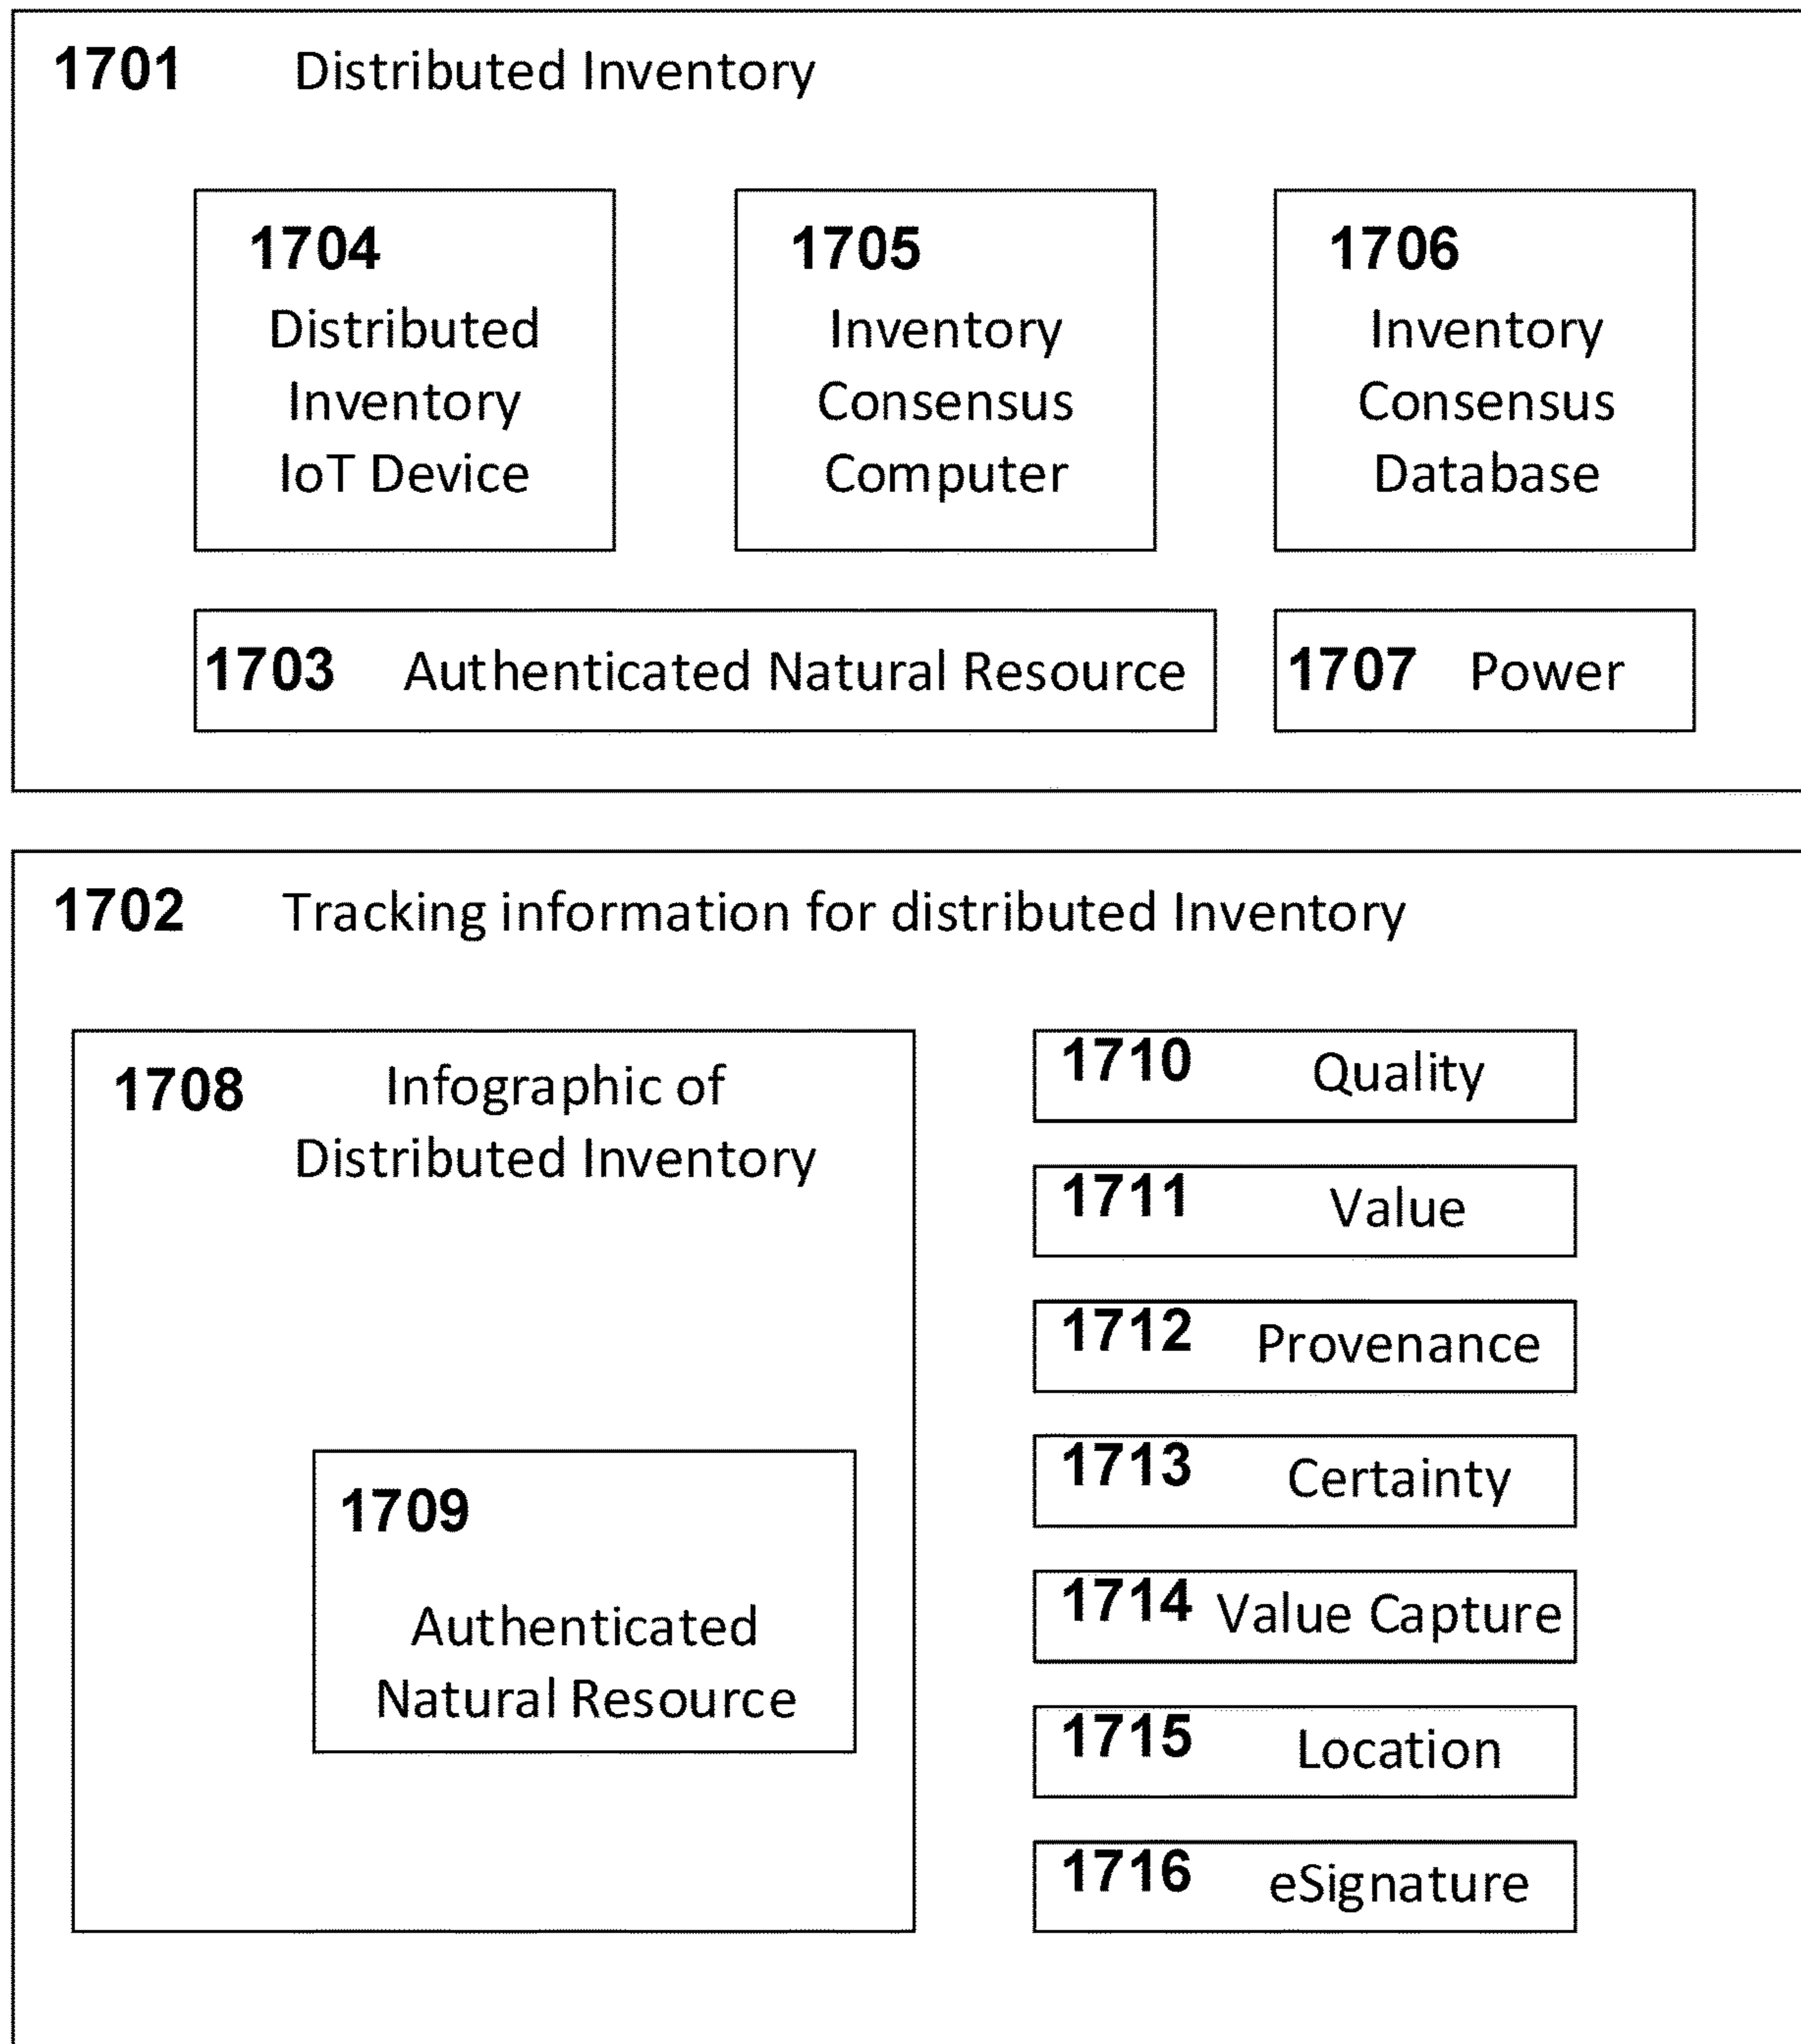 1701 Distributed Inventory
1704
Distributed
Inventory
IoT Device
1705
Inventory
Consensus
Computer
1706
Inventory
Consensus
Database
1703 Authenticated Natural Resource
1707 Power
1702 Tracking information for distributed Inventory
1708 Infographic of
Distributed Inventory
1709
Authenticated
Natural Resource
1710 Quality
1711 Value
1712 Provenance
1713 Certainty
1714 Value Capture
1715 Location
1716 eSignature